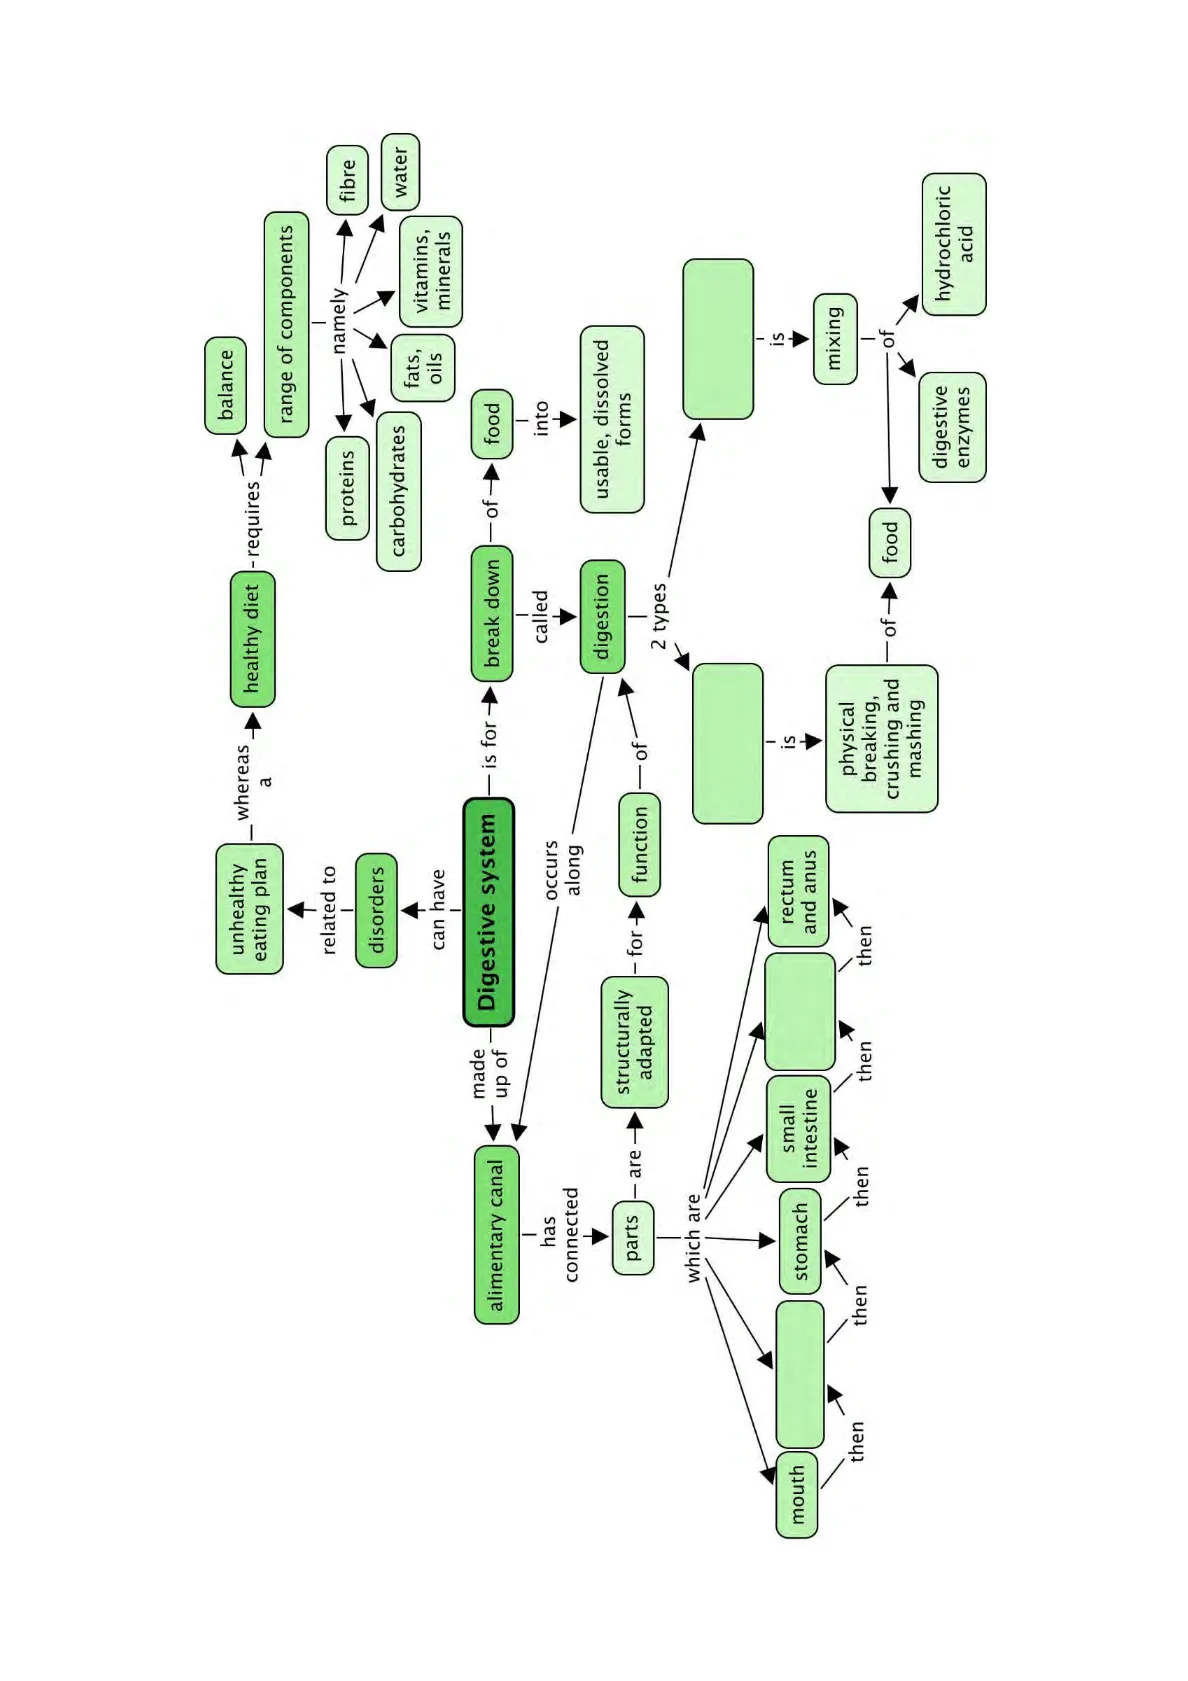 balance
range of components
fibre
water
vitamins,
minerals
namely
fats,
oils
proteins
carbohydrates
requires
healthy diet
whereas
a
unhealthy
eating plan
related to
disorders
can have
Digestive system
is for
break down
of
food
into
usable, dissolved
forms
called
digestion
2 types
is
mixing
of
hydrochloric
acid
digestive
enzymes
food
of
is
physical
breaking,
crushing and
mashing
occurs
along
made
up of
alimentary canal
has
connected
parts
are
structurally
adapted
for
function
of
which are
mouth
then
then
stomach
then
small
intestine
then
then
rectum
and anus